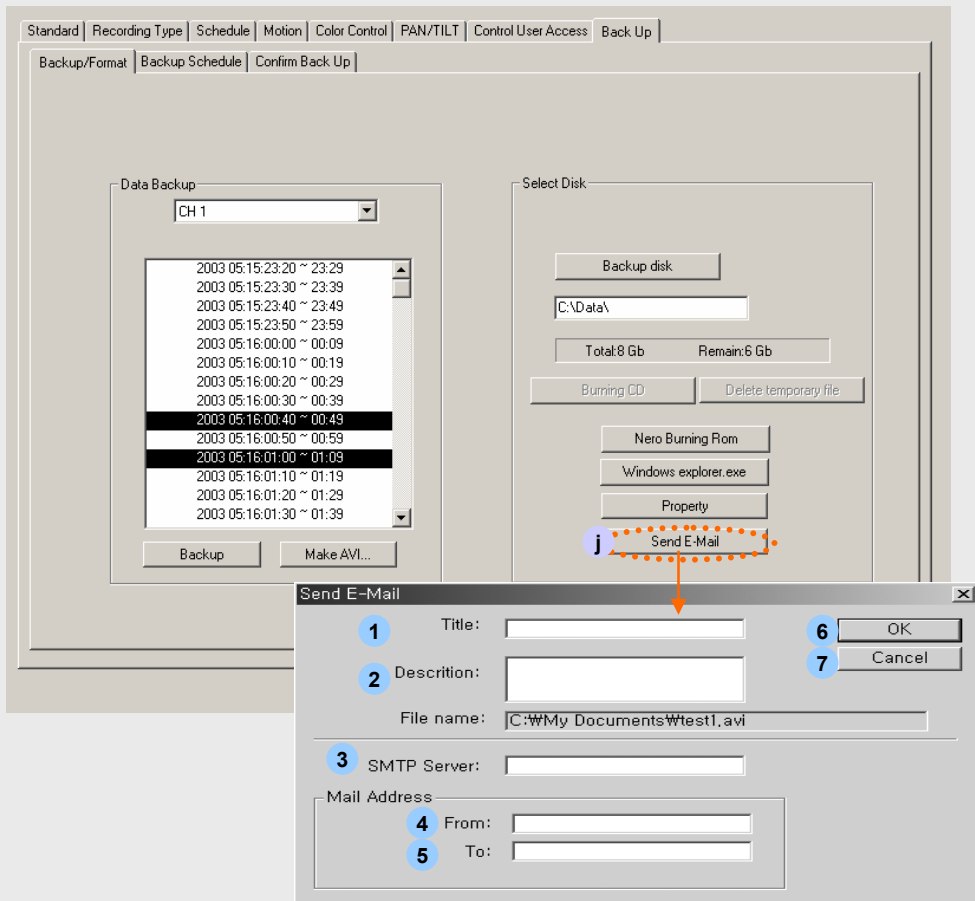 Standard Recording Type Schedule Motion Color Control PAN/TILT Control User Access Back Up
Backup/Format Backup Schedule Confirm Back Up
Data Backup
CH 1
2003 05:15:23:20 ~ 23:29
2003 05:15:23:30 ~ 23:39
2003 05:15:23:40 ~ 23:49
2003 05:15:23:50 ~ 23:59
2003 05:16:00:00 ~ 00:09
2003 05:16:00:10 ~ 00:19
2003 05:16:00:20 ~ 00:29
2003 05:16:00:30 ~ 00:39
2003 05:16:00:40 ~ 00:49
2003 05:16:00:50 ~ 00:59
2003 05:16:01:00 ~ 01:09
2003 05:16:01:10 ~ 01:19
2003 05:16:01:20 ~ 01:29
2003 05:16:01:30 ~ 01:39
Backup Make AVI...
Select Disk
Backup disk
C:\Data\
Total:8 Gb Remain:6 Gb
Burning CD Delete temporary file
Nero Burning Rom
Windows explorer.exe
Property
j Send E-Mail
Send E-Mail
1 Title: 6 OK
7 Cancel
2 Descrition:
File name: C:₩My Documents₩test1.avi
3 SMTP Server:
Mail Address
4 From:
5 To: